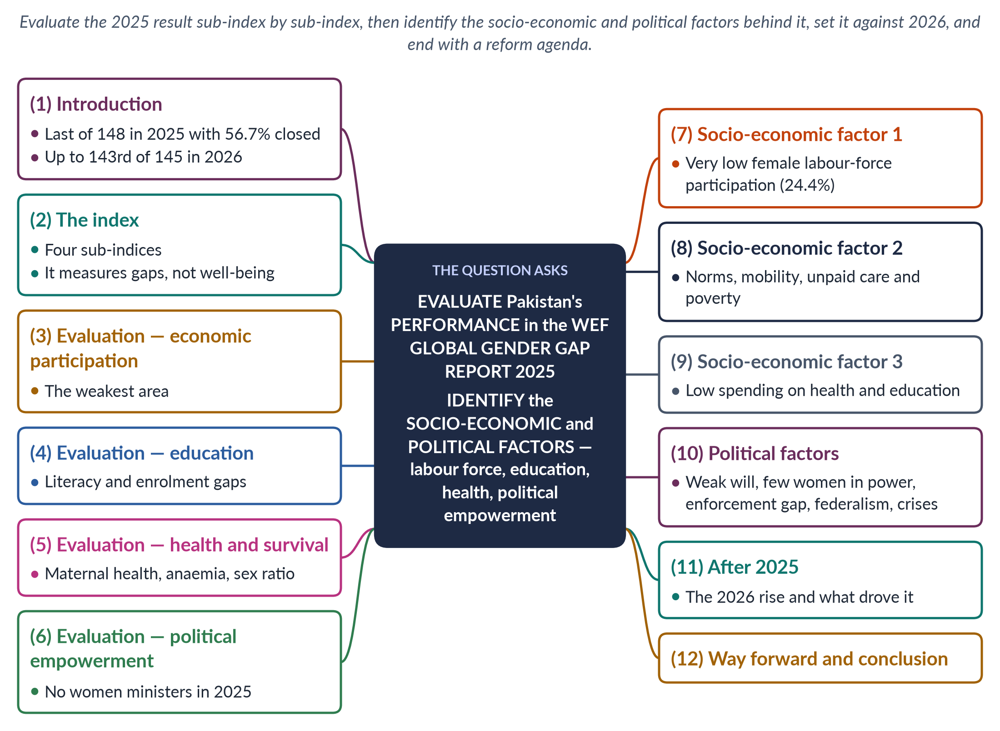 Evaluate the 2025 result sub-index by sub-index, then identify the socio-economic and political factors behind it, set it against 2026, and
end with a reform agenda.
(1) Introduction
• Last of 148 in 2025 with 56.7% closed
• Up to 143rd of 145 in 2026
(2) The index
• Four sub-indices
• It measures gaps, not well-being
(3) Evaluation — economic
participation
• The weakest area
(4) Evaluation — education
• Literacy and enrolment gaps
(5) Evaluation — health and survival
• Maternal health, anaemia, sex ratio
(6) Evaluation — political
empowerment
• No women ministers in 2025
THE QUESTION ASKS
EVALUATE Pakistan's
PERFORMANCE in the WEF
GLOBAL GENDER GAP
REPORT 2025
IDENTIFY the
SOCIO-ECONOMIC and
POLITICAL FACTORS —
labour force, education,
health, political
empowerment
(7) Socio-economic factor 1
• Very low female labour-force
participation (24.4%)
(8) Socio-economic factor 2
• Norms, mobility, unpaid care and
poverty
(9) Socio-economic factor 3
• Low spending on health and education
(10) Political factors
• Weak will, few women in power,
enforcement gap, federalism, crises
(11) After 2025
• The 2026 rise and what drove it
(12) Way forward and conclusion